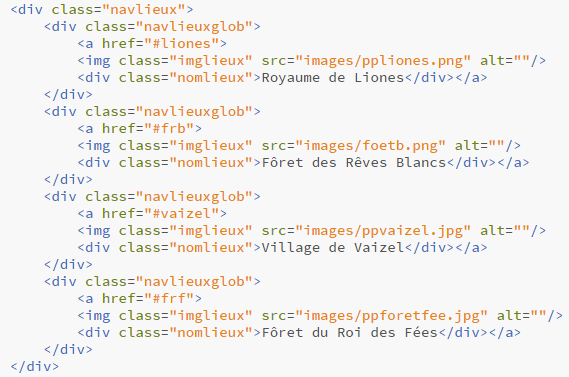 <div class="navlieux">
<div class="navlieuxglob">
<a href="#liones">
<img class="imglieux" src="images/ppliones.png" alt=""/>
<div class="nomlieux">Royaume de Liones</div></a>
</div>
<div class="navlieuxglob">
<a href="#frb">
<img class="imglieux" src="images/foetb.png" alt=""/>
<div class="nomlieux">Fôret des Rêves Blancs</div></a>
</div>
<div class="navlieuxglob">
<a href="#vaizel">
<img class="imglieux" src="images/ppvaizel.jpg" alt=""/>
<div class="nomlieux">Village de Vaizel</div></a>
</div>
<div class="navlieuxglob">
<a href="#frf">
<img class="imglieux" src="images/ppforetfee.jpg" alt=""/>
<div class="nomlieux">Fôret du Roi des Fées</div></a>
</div>
</div>